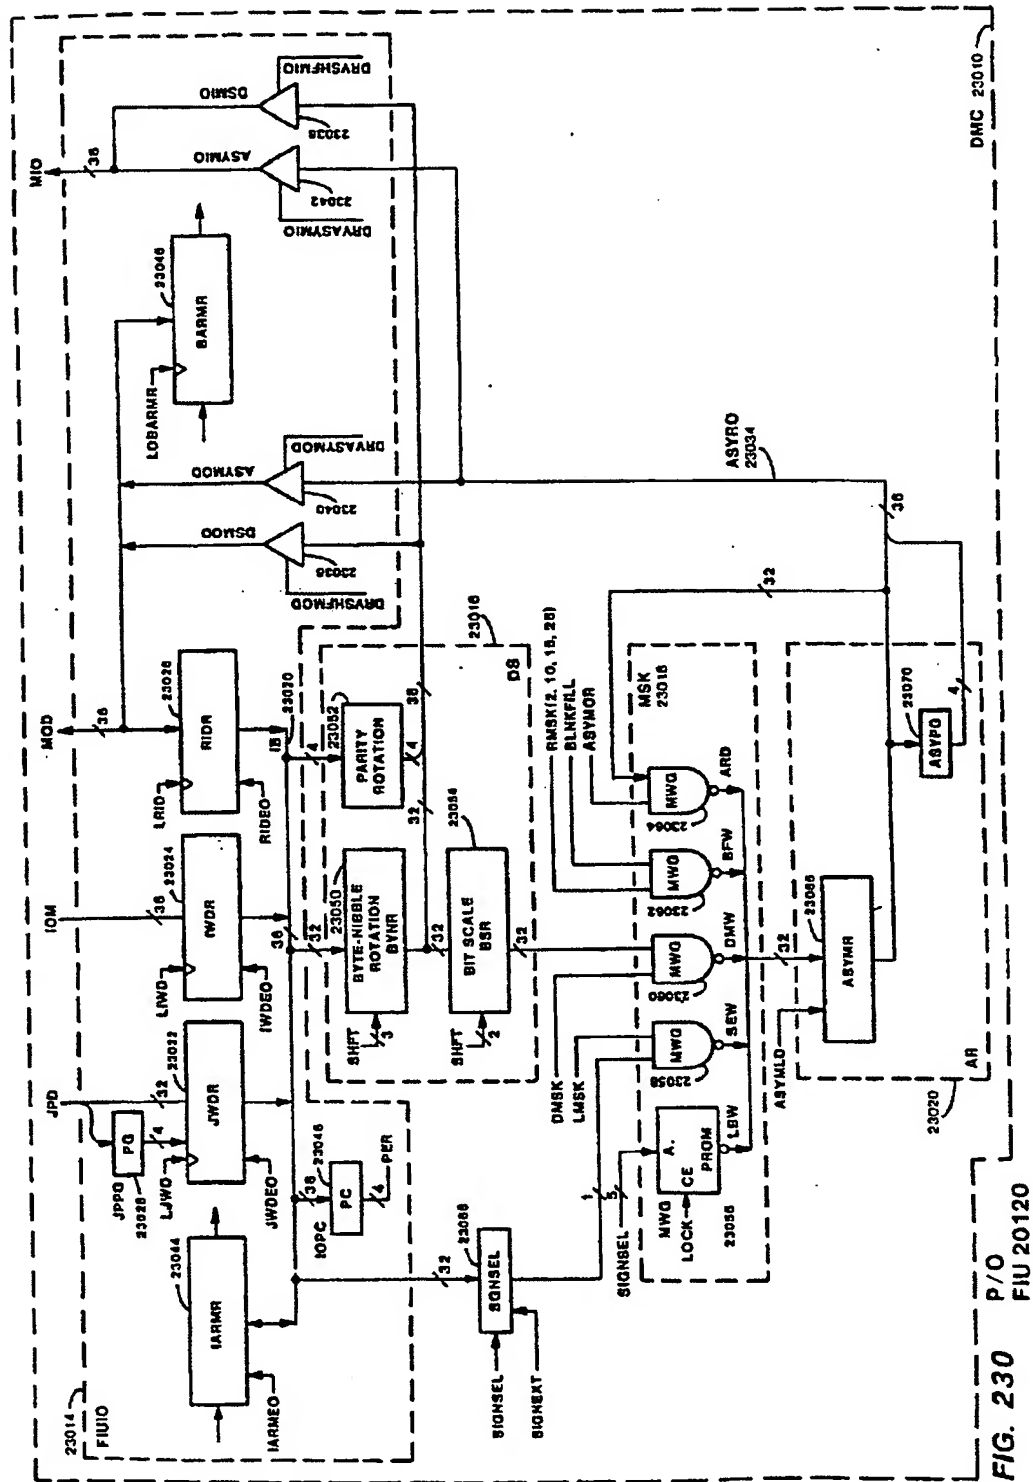 MOD
MIO
JPD
IOM
36
36
36
32
23014
FIUIO
23044
IARMR
IARMEO
JPPG
PG
23028
4
LJWD
23022
JWDR
JWDEO
LIWD
23024
IWDR
IWDEO
LRID
23026
RIDR
RIDEO
36
IB
23030
DSMOD
23036
DRVSHFMOD
ASYMOD
23040
DRVASYMOD
LDBARMR
23046
BARMR
ASYMIO
23042
DRVASYMIO
DSMIO
23038
DRVSHFMIO
IOPC
36
23048
PC
4
PER
32
4
23050
BYTE-NIBBLE
ROTATION
BYNR
SHFT
3
23052
PARITY
ROTATION
4
32
36
23016
DS
32
23054
BIT SCALE
BSR
SHFT
2
32
32
SIGNSEL
SIGNEXT
23068
SGNSEL
1
5
SIGNSEL
MWG
LOCK
A.
CE
PROM
23056
LBW
LMSK
DMSK
MWG
23058
SEW
MWG
23060
DMW
RMSK(2, 10, 18, 26)
BLNKFILL
ASYMOR
MWG
23062
BFW
MWG
23064
ARD
MSK
23018
32
32
ASYRO
23034
36
ASYMLD
23066
ASYMR
23070
ASYPG
4
AR
23020
DMC 23010
FIG. 230
P/O
FIU 20120